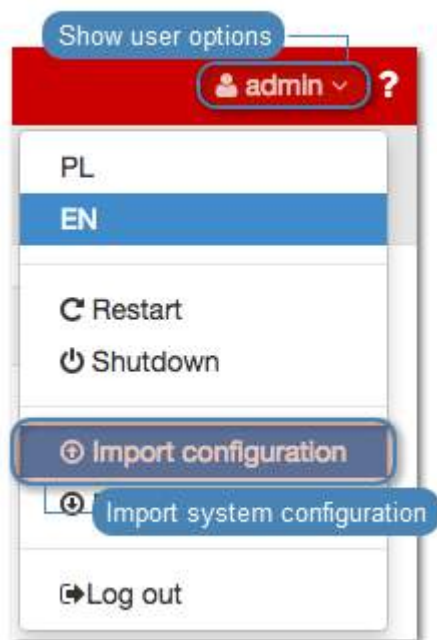 Show user options
admin ?
PL
EN
Restart
Shutdown
Import configuration
Import system configuration
Log out